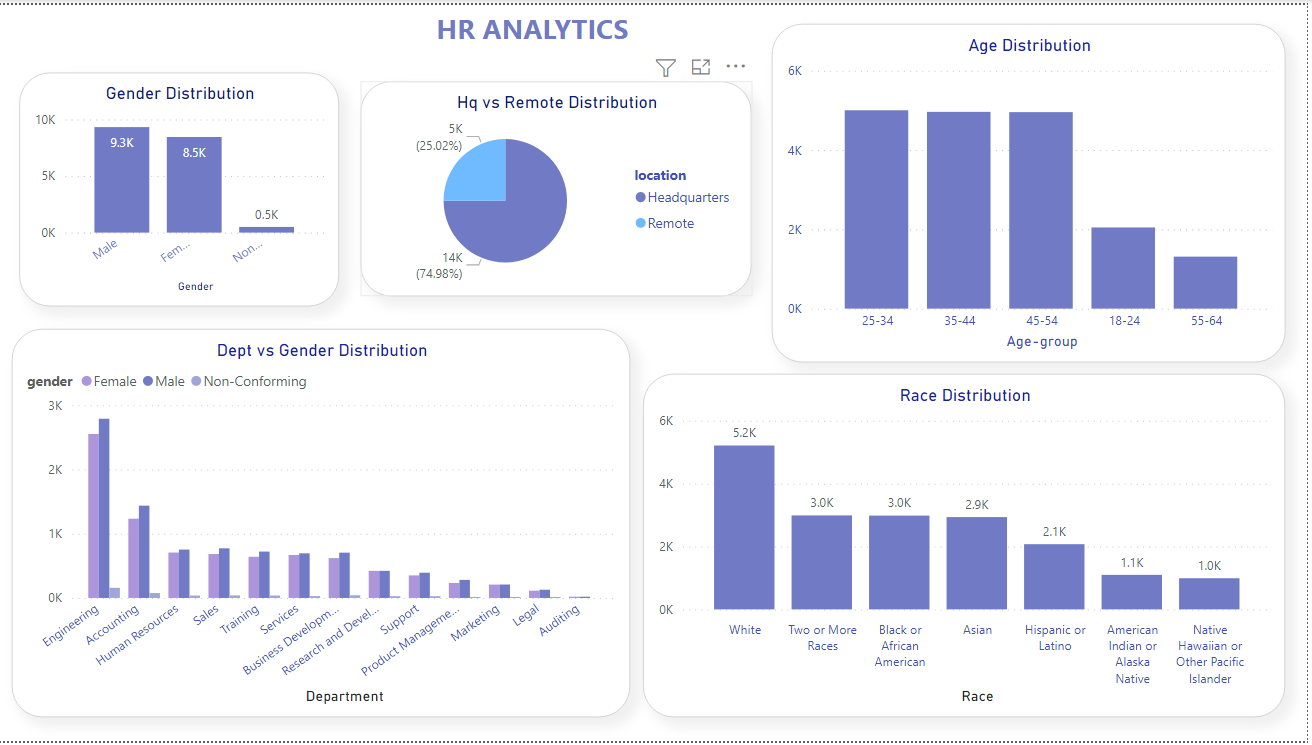 HR ANALYTICS
Gender Distribution
10K
5K
0K
9.3K
8.5K
0.5K
Male
Fem...
Non...
Gender
Hq vs Remote Distribution
5K
(25.02%)
14K
(74.98%)
location
Headquarters
Remote
Age Distribution
6K
4K
2K
0K
25-34
35-44
45-54
18-24
55-64
Age-group
Dept vs Gender Distribution
gender Female Male Non-Conforming
3K
2K
1K
0K
Engineering
Accounting
Human Resources
Sales
Training
Services
Business Developm...
Research and Devel...
Support
Product Manageme...
Marketing
Legal
Auditing
Department
Race Distribution
6K
4K
2K
0K
5.2K
3.0K
3.0K
2.9K
2.1K
1.1K
1.0K
White
Two or More
Races
Black or
African
American
Asian
Hispanic or
Latino
American
Indian or
Alaska
Native
Native
Hawaiian or
Other Pacific
Islander
Race